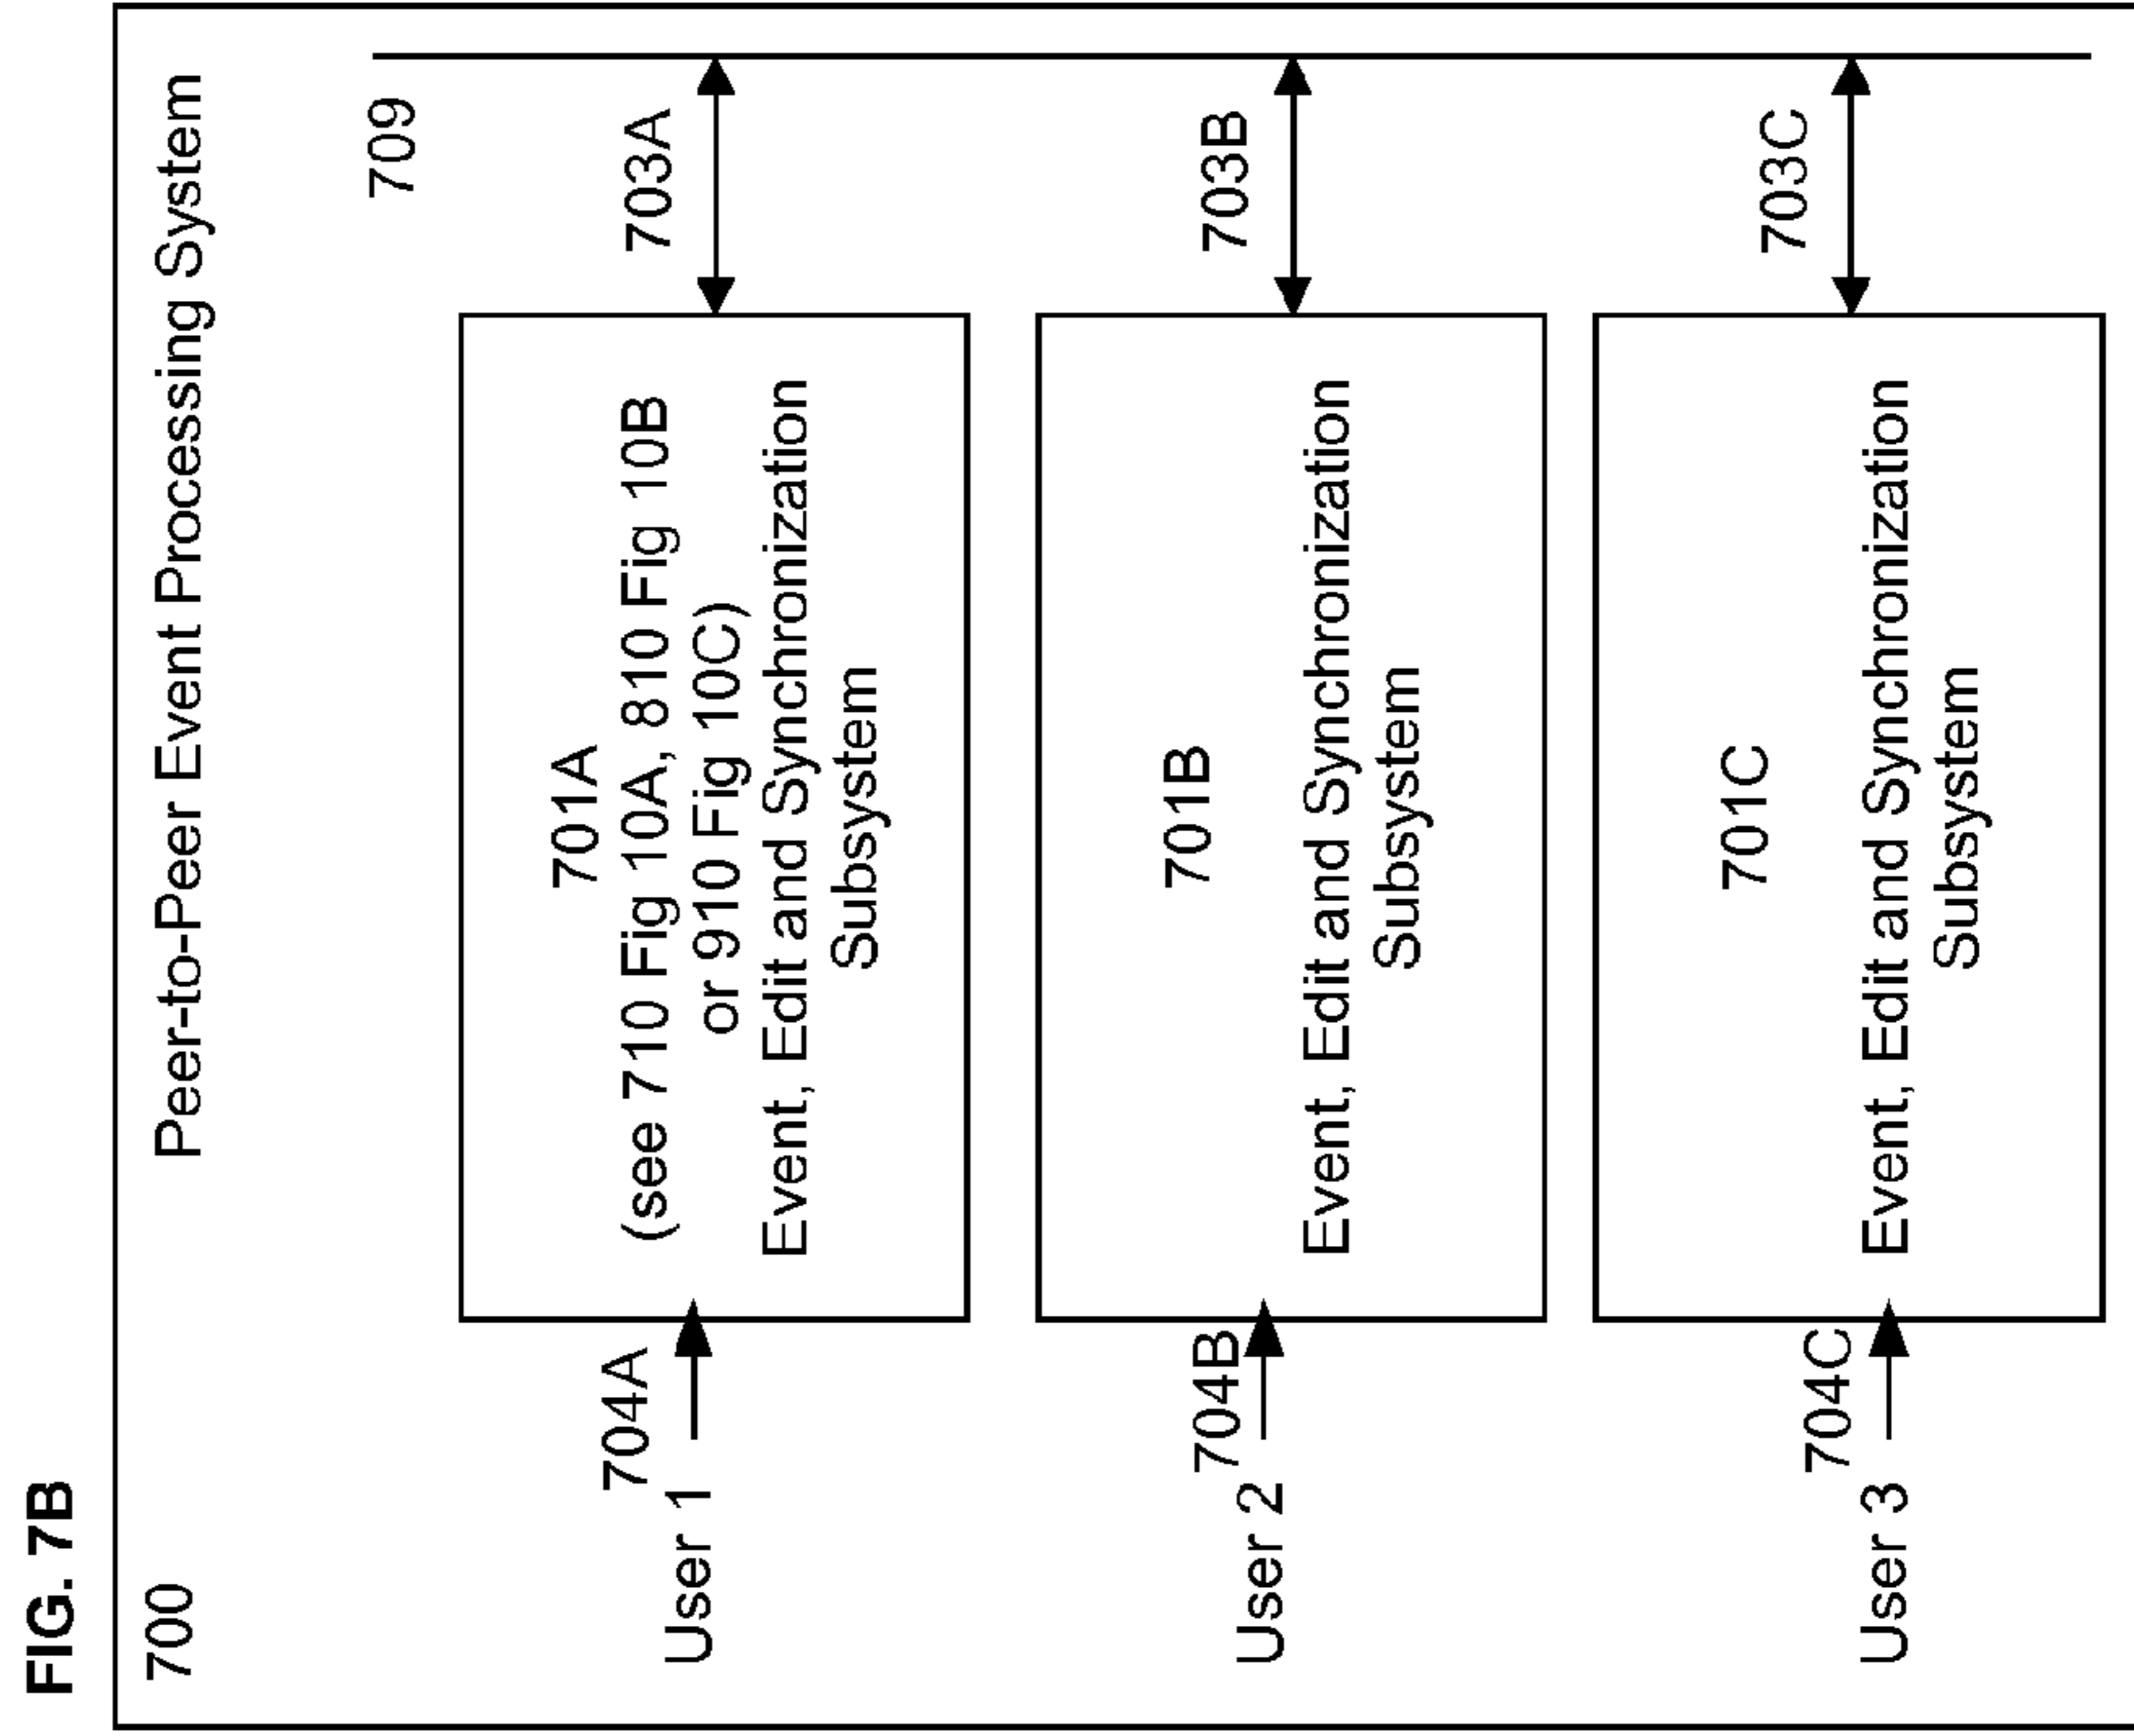 FIG. 7B
700
Peer-to-Peer Event Processing System
709
704A
User 1
701A
(see 710 Fig 10A, 810 Fig 10B
or 910 Fig 10C)
Event, Edit and Synchronization
Subsystem
703A
704B
User 2
701B
Event, Edit and Synchronization
Subsystem
703B
704C
User 3
701C
Event, Edit and Synchronization
Subsystem
703C